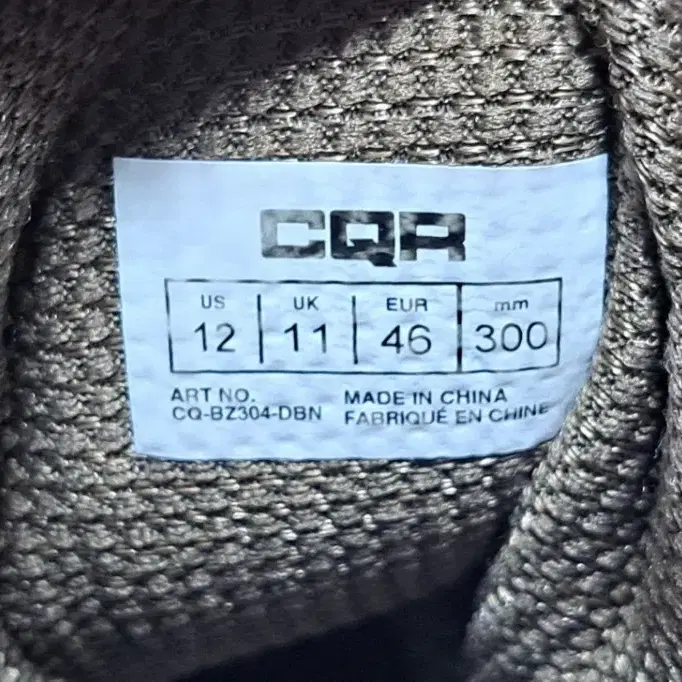 CQR
US UK EUR mm
12 11 46 300
ART NO. MADE IN CHINA
CQ-BZ304-DBN FABRIQUÉ EN CHINE